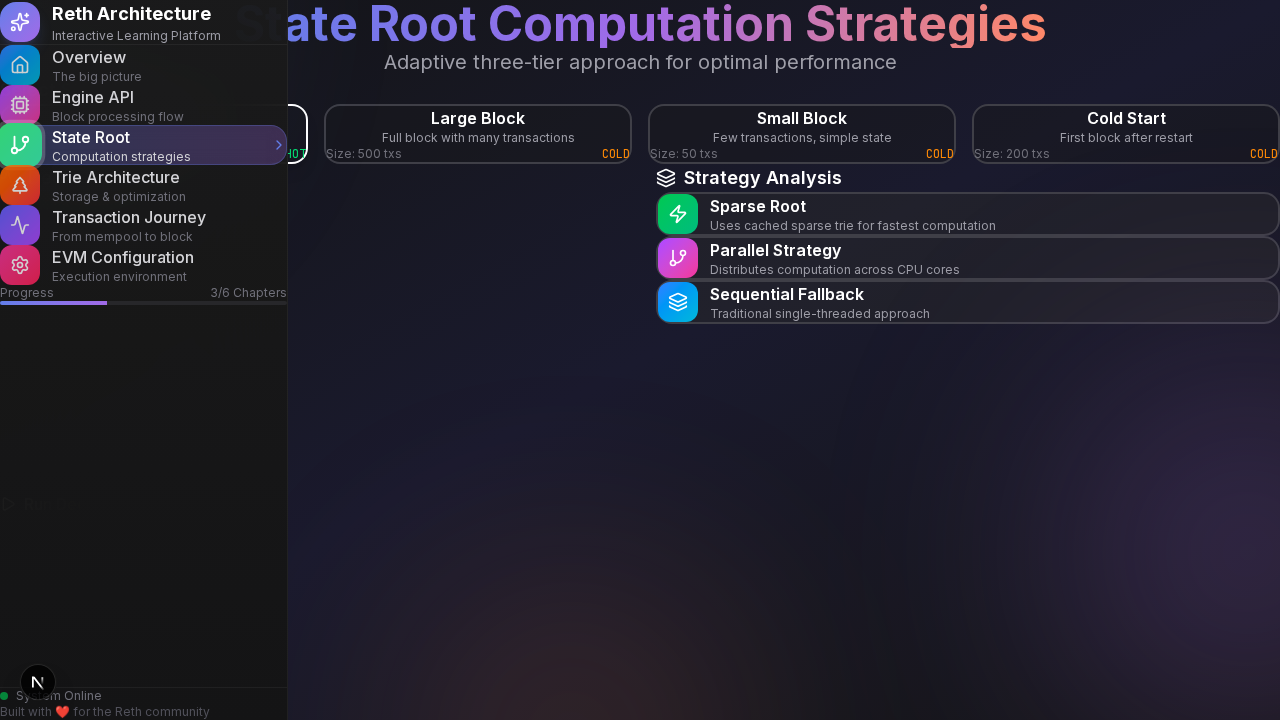 Reth Architecture
Interactive Learning Platform
Overview
The big picture
Engine API
Block processing flow
State Root
Computation strategies
Trie Architecture
Storage & optimization
Transaction Journey
From mempool to block
EVM Configuration
Execution environment
Progress
3/6 Chapters
System Online
Built with ❤️ for the Reth community
State Root Computation Strategies
Adaptive three-tier approach for optimal performance
HOT
Large Block
Full block with many transactions
Size: 500 txs
COLD
Small Block
Few transactions, simple state
Size: 50 txs
COLD
Cold Start
First block after restart
Size: 200 txs
COLD
Strategy Analysis
Sparse Root
Uses cached sparse trie for fastest computation
Parallel Strategy
Distributes computation across CPU cores
Sequential Fallback
Traditional single-threaded approach